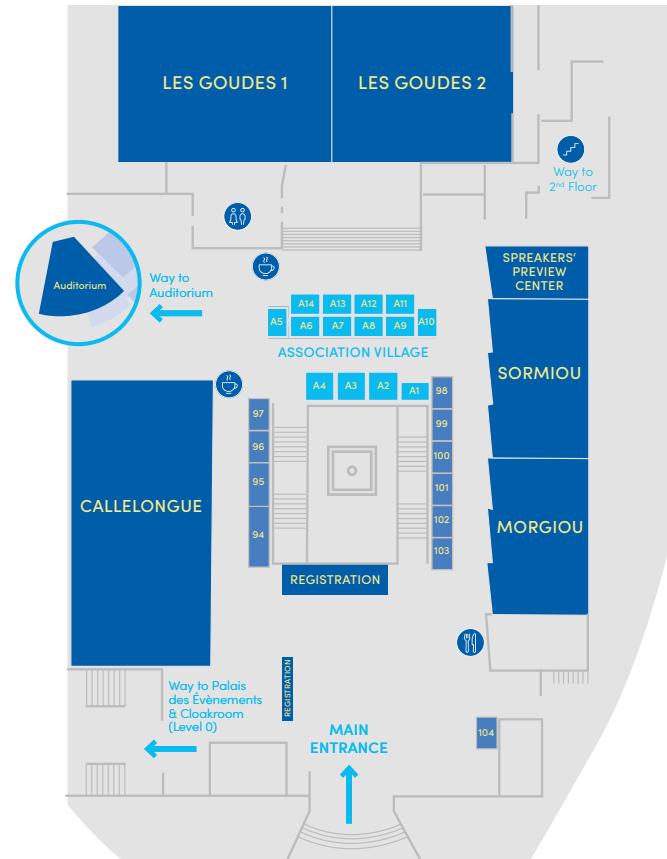 LES GOUDES 1
LES GOUDES 2
Way to
2nd Floor
SPREAKERS'
PREVIEW
CENTER
Auditorium
Way to
Auditorium
A14
A13
A12
A11
A5
A6
A7
A8
A9
A10
ASSOCIATION VILLAGE
SORMIOU
A4
A3
A2
A1
98
97
99
96
100
95
101
CALLELONGUE
102
MORGIOU
94
103
REGISTRATION
REGISTRATION
Way to Palais
des Évènements
& Cloakroom
(Level 0)
MAIN
ENTRANCE
104